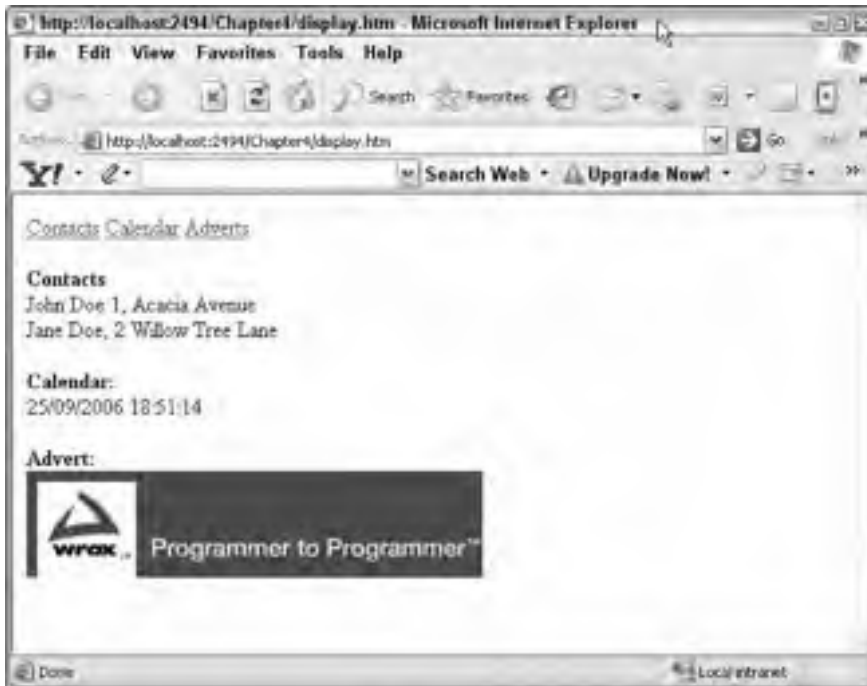 http://localhost:2494/Chapter4/display.htm - Microsoft Internet Explorer
File Edit View Favorites Tools Help
Search Favorites
http://localhost:2494/Chapter4/display.htm Go
Y! Search Web Upgrade Now!
Contacts Calendar Adverts
Contacts
John Doe 1, Acacia Avenue
Jane Doe, 2 Willow Tree Lane
Calendar:
25/09/2006 18:51:14
Advert:
wrox Programmer to Programmer™
Done Local intranet